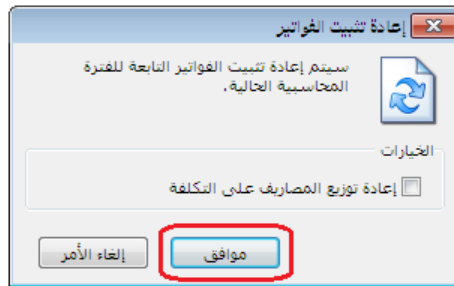 إعادة تثبيت الفواتير
سيتم إعادة تثبيت الفواتير التابعة للفترة
المحاسبية الحالية.
الخيارات
إعادة توزيع المصاريف على التكلفة
موافق
إلغاء الأمر